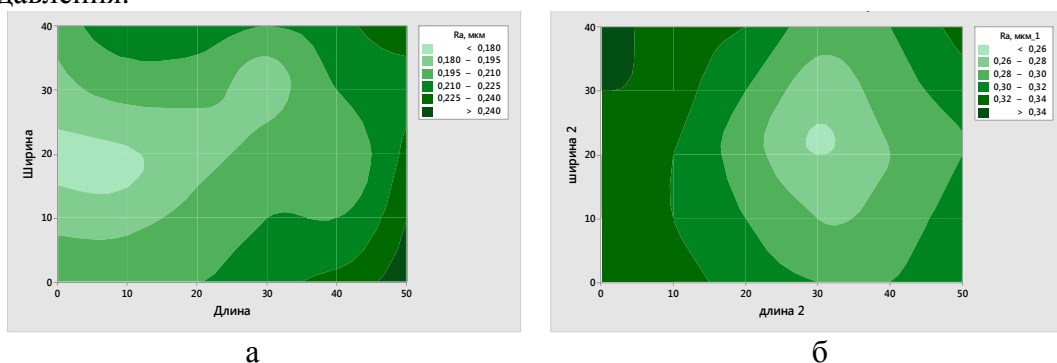 давления.
Ra, мкм
< 0,180
0,180 – 0,195
0,195 – 0,210
0,210 – 0,225
0,225 – 0,240
> 0,240
40
30
20
10
0
Ширина
0 10 20 30 40 50
Длина
а
Ra, мкм_1
< 0,26
0,26 – 0,28
0,28 – 0,30
0,30 – 0,32
0,32 – 0,34
> 0,34
40
30
20
10
0
ширина 2
0 10 20 30 40 50
длина 2
б